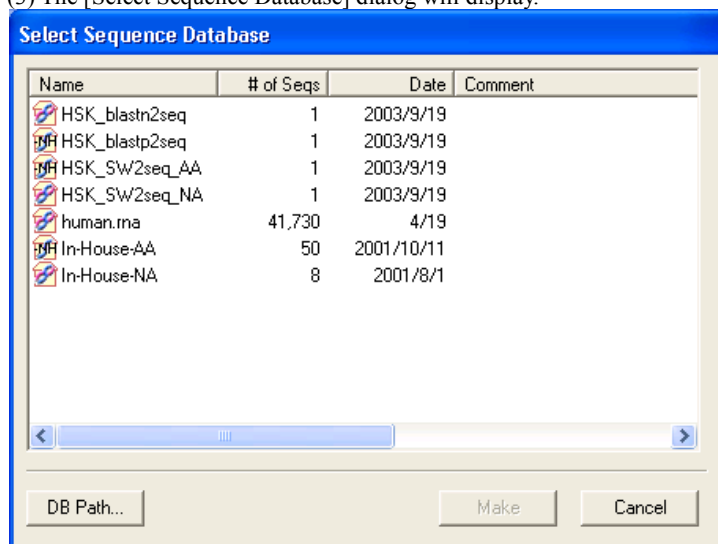 (3) The [Select Sequence Database] dialog will display.
Select Sequence Database
Name # of Seqs Date Comment
HSK_blastn2seq 1 2003/9/19
HSK_blastp2seq 1 2003/9/19
HSK_SW2seq_AA 1 2003/9/19
HSK_SW2seq_NA 1 2003/9/19
human.rna 41,730 4/19
In-House-AA 50 2001/10/11
In-House-NA 8 2001/8/1
DB Path... Make Cancel